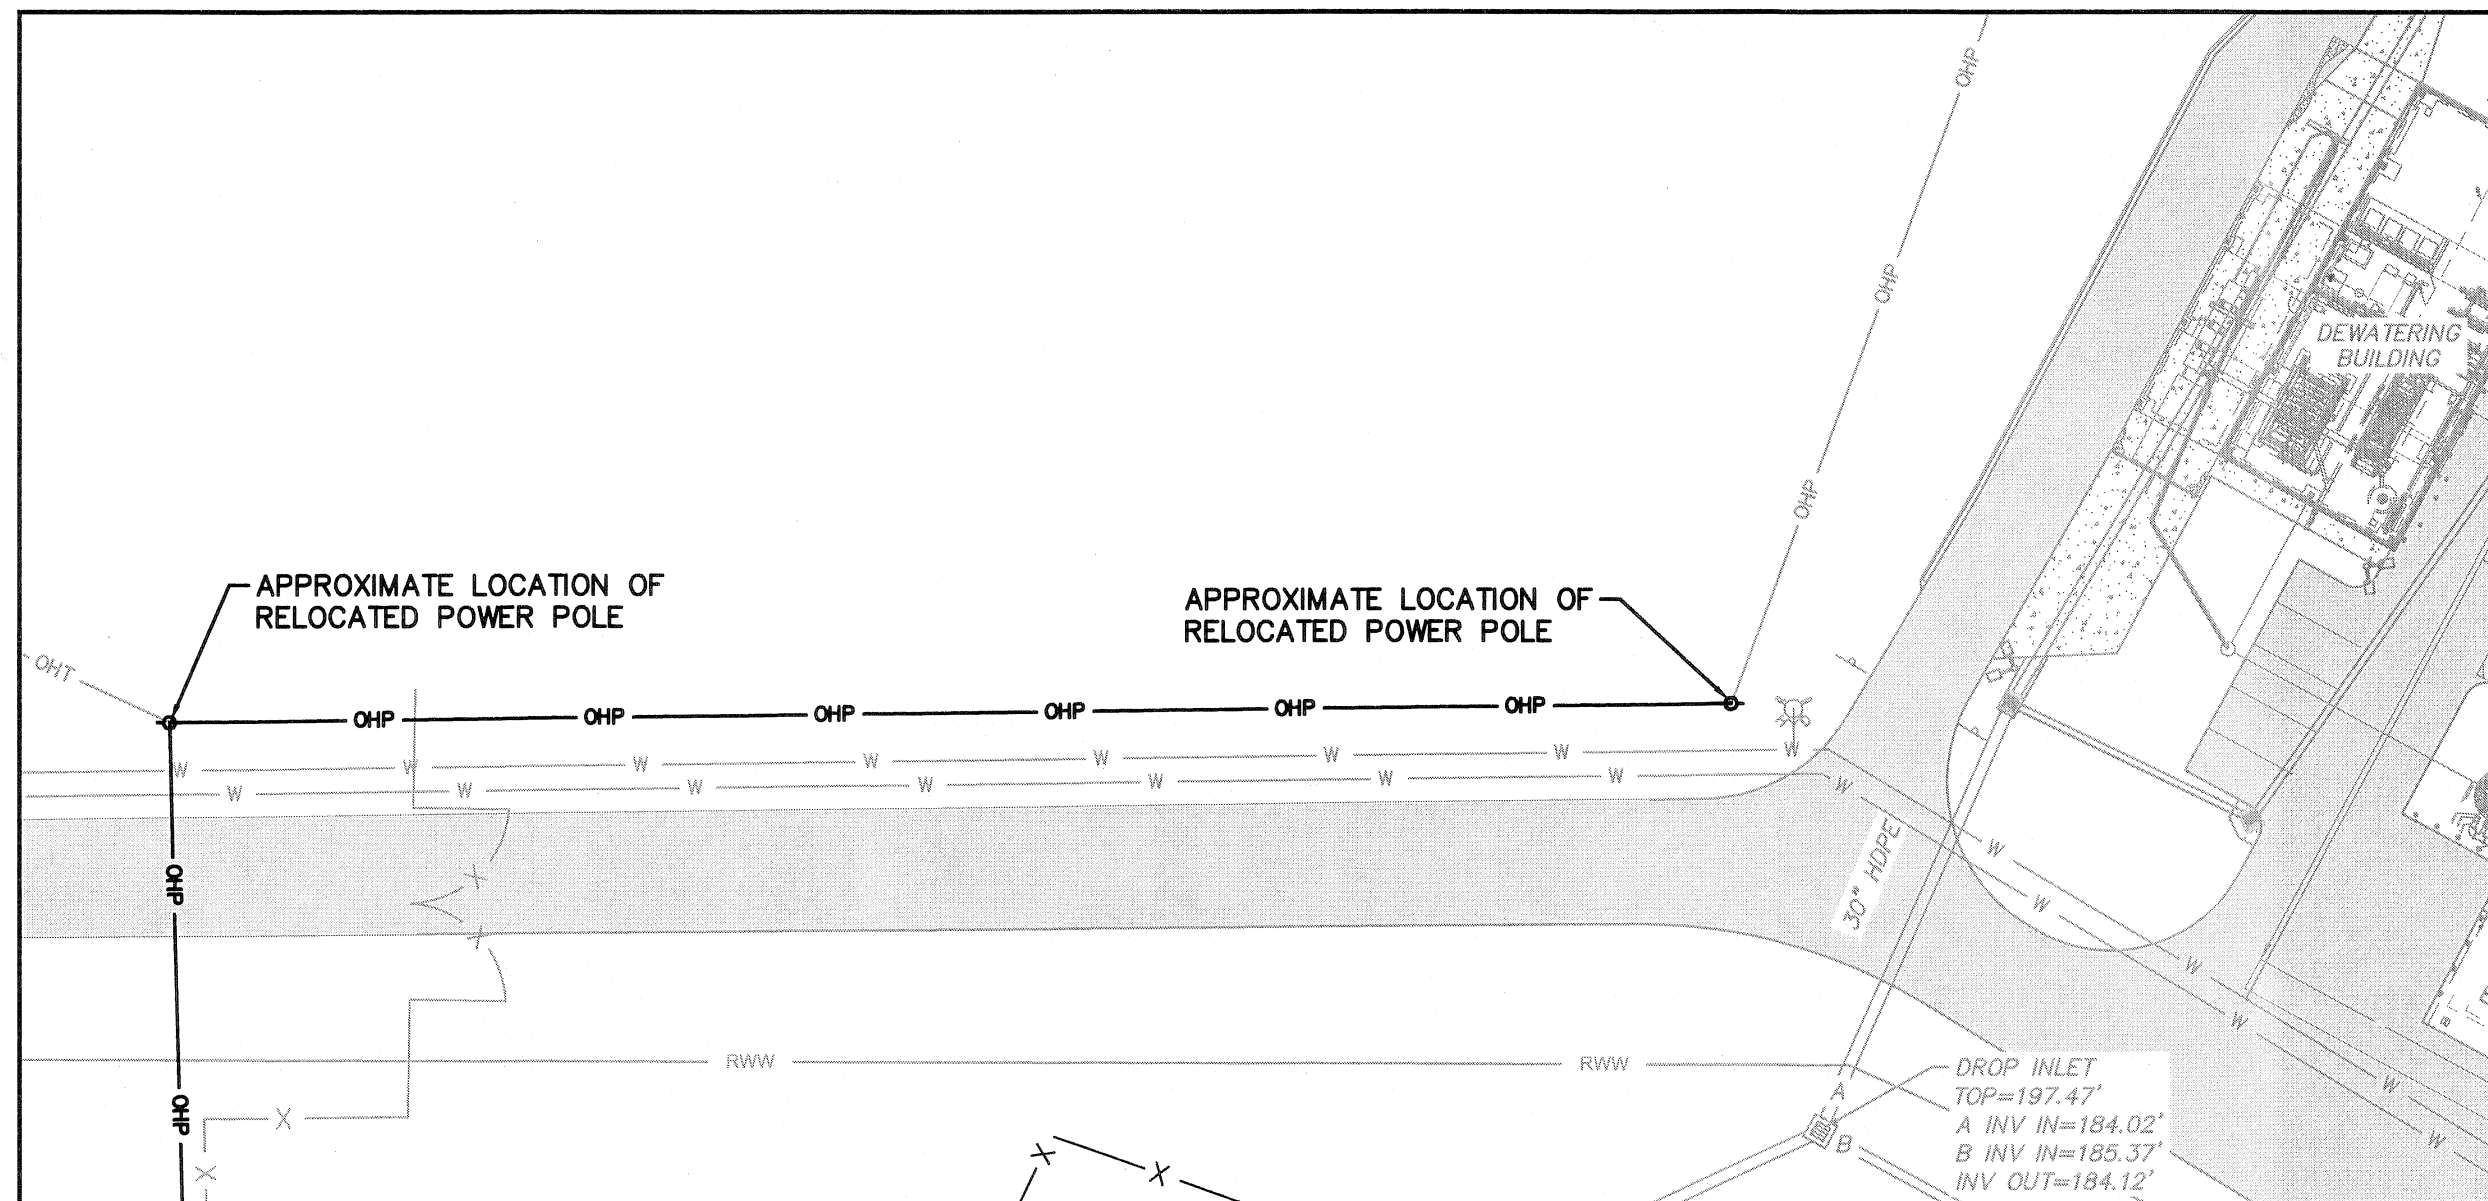 OHP
OHP
OHP
DEWATERING
BUILDING
APPROXIMATE LOCATION OF
RELOCATED POWER POLE
APPROXIMATE LOCATION OF
RELOCATED POWER POLE
OHT
OHP OHP OHP OHP OHP OHP
W W W W W W W W
W W W W W W W W
30" HDPE
OHP
X
X
W
W
W
W
RWW RWW
OHP
X
X
X X
A
B
W
W
DROP INLET
TOP=197.47'
A INV IN=184.02'
B INV IN=185.37'
INV OUT=184.12'